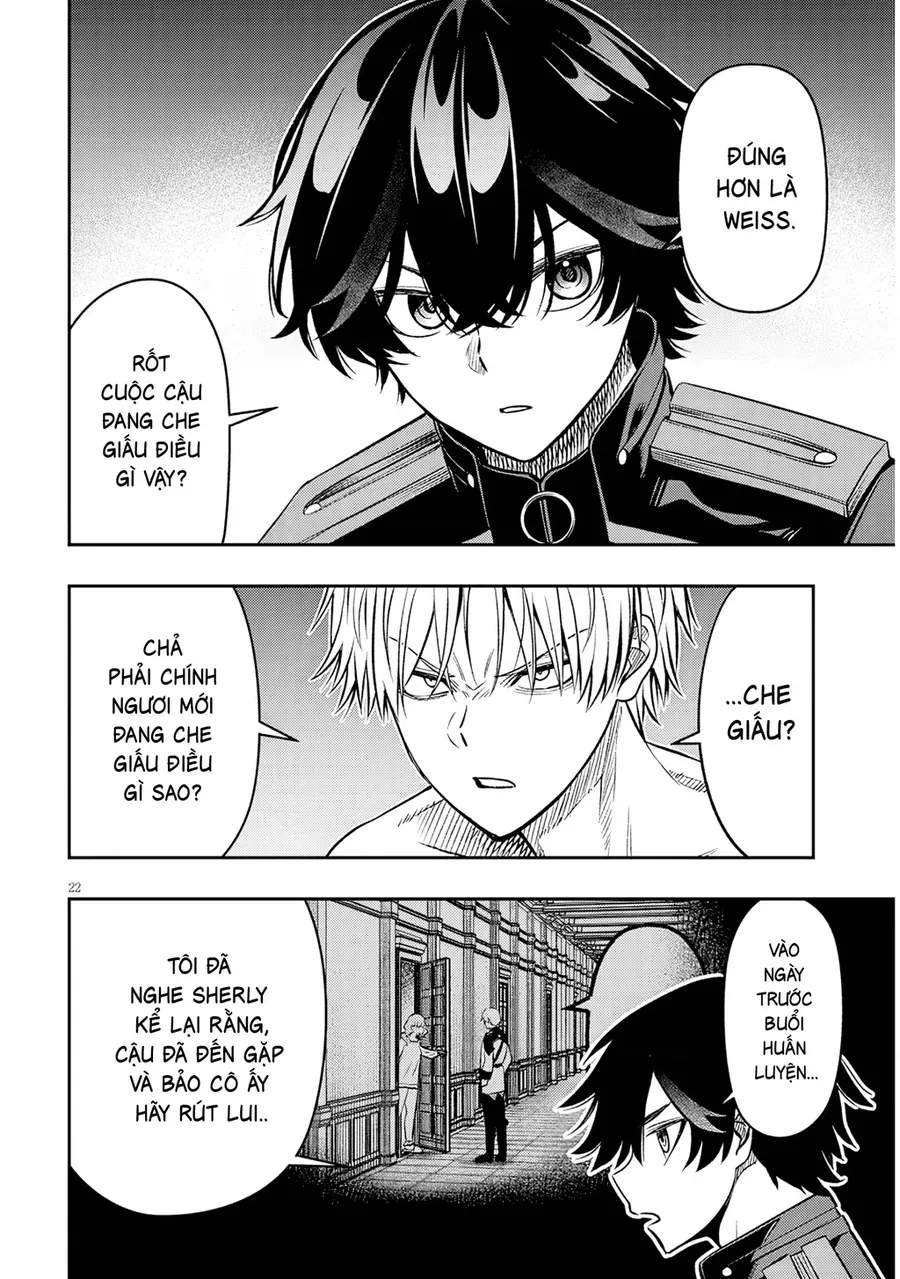 ĐÚNG
HƠN LÀ
WEISS.
RỐT
CUỘC CẬU
ĐANG CHE
GIẤU ĐIỀU
GÌ VẬY?
...CHE
GIẤU?
CHẢ
PHẢI CHÍNH
NGƯƠI MỚI
ĐANG CHE
GIẤU ĐIỀU
GÌ SAO?
22
VÀO
NGÀY
TRƯỚC
BUỔI
HUẤN
LUYỆN...
TÔI ĐÃ
NGHE SHERLY
KỂ LẠI RẰNG,
CẬU ĐÃ ĐẾN GẶP
VÀ BẢO CÔ ẤY
HÃY RÚT LUI..